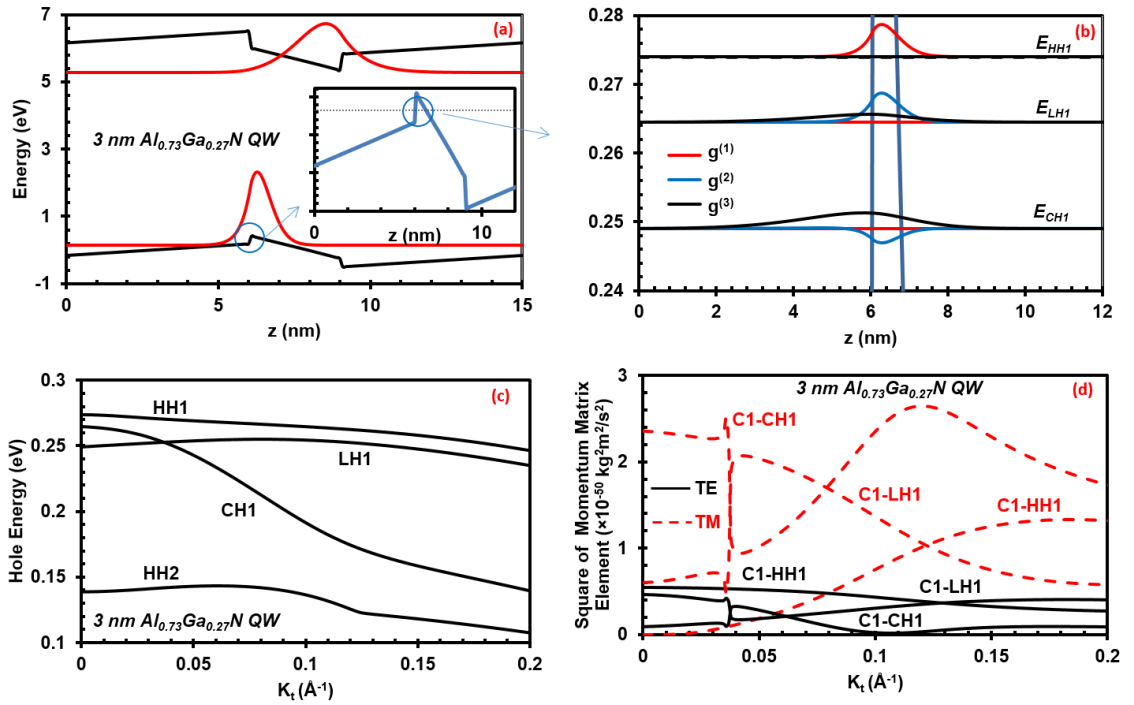 (a)
7
5
3
1
-1
Energy (eV)
3 nm Al0.73Ga0.27N QW
0
10
z (nm)
0
5
10
15
z (nm)
(b)
0.28
0.27
0.26
0.25
0.24
EHH1
ELH1
ECH1
g(1)
g(2)
g(3)
0
2
4
6
8
10
12
z (nm)
(c)
0.3
0.25
0.2
0.15
0.1
Hole Energy (eV)
HH1
LH1
CH1
HH2
3 nm Al0.73Ga0.27N QW
0
0.05
0.1
0.15
0.2
Kt (Å-1)
(d)
3 nm Al0.73Ga0.27N QW
3
2
1
0
Square of Momentum Matrix
Element (×10-50 kg2m2/s2)
C1-CH1
TE
TM
C1-LH1
C1-HH1
C1-HH1
C1-LH1
C1-CH1
0
0.05
0.1
0.15
0.2
Kt (Å-1)